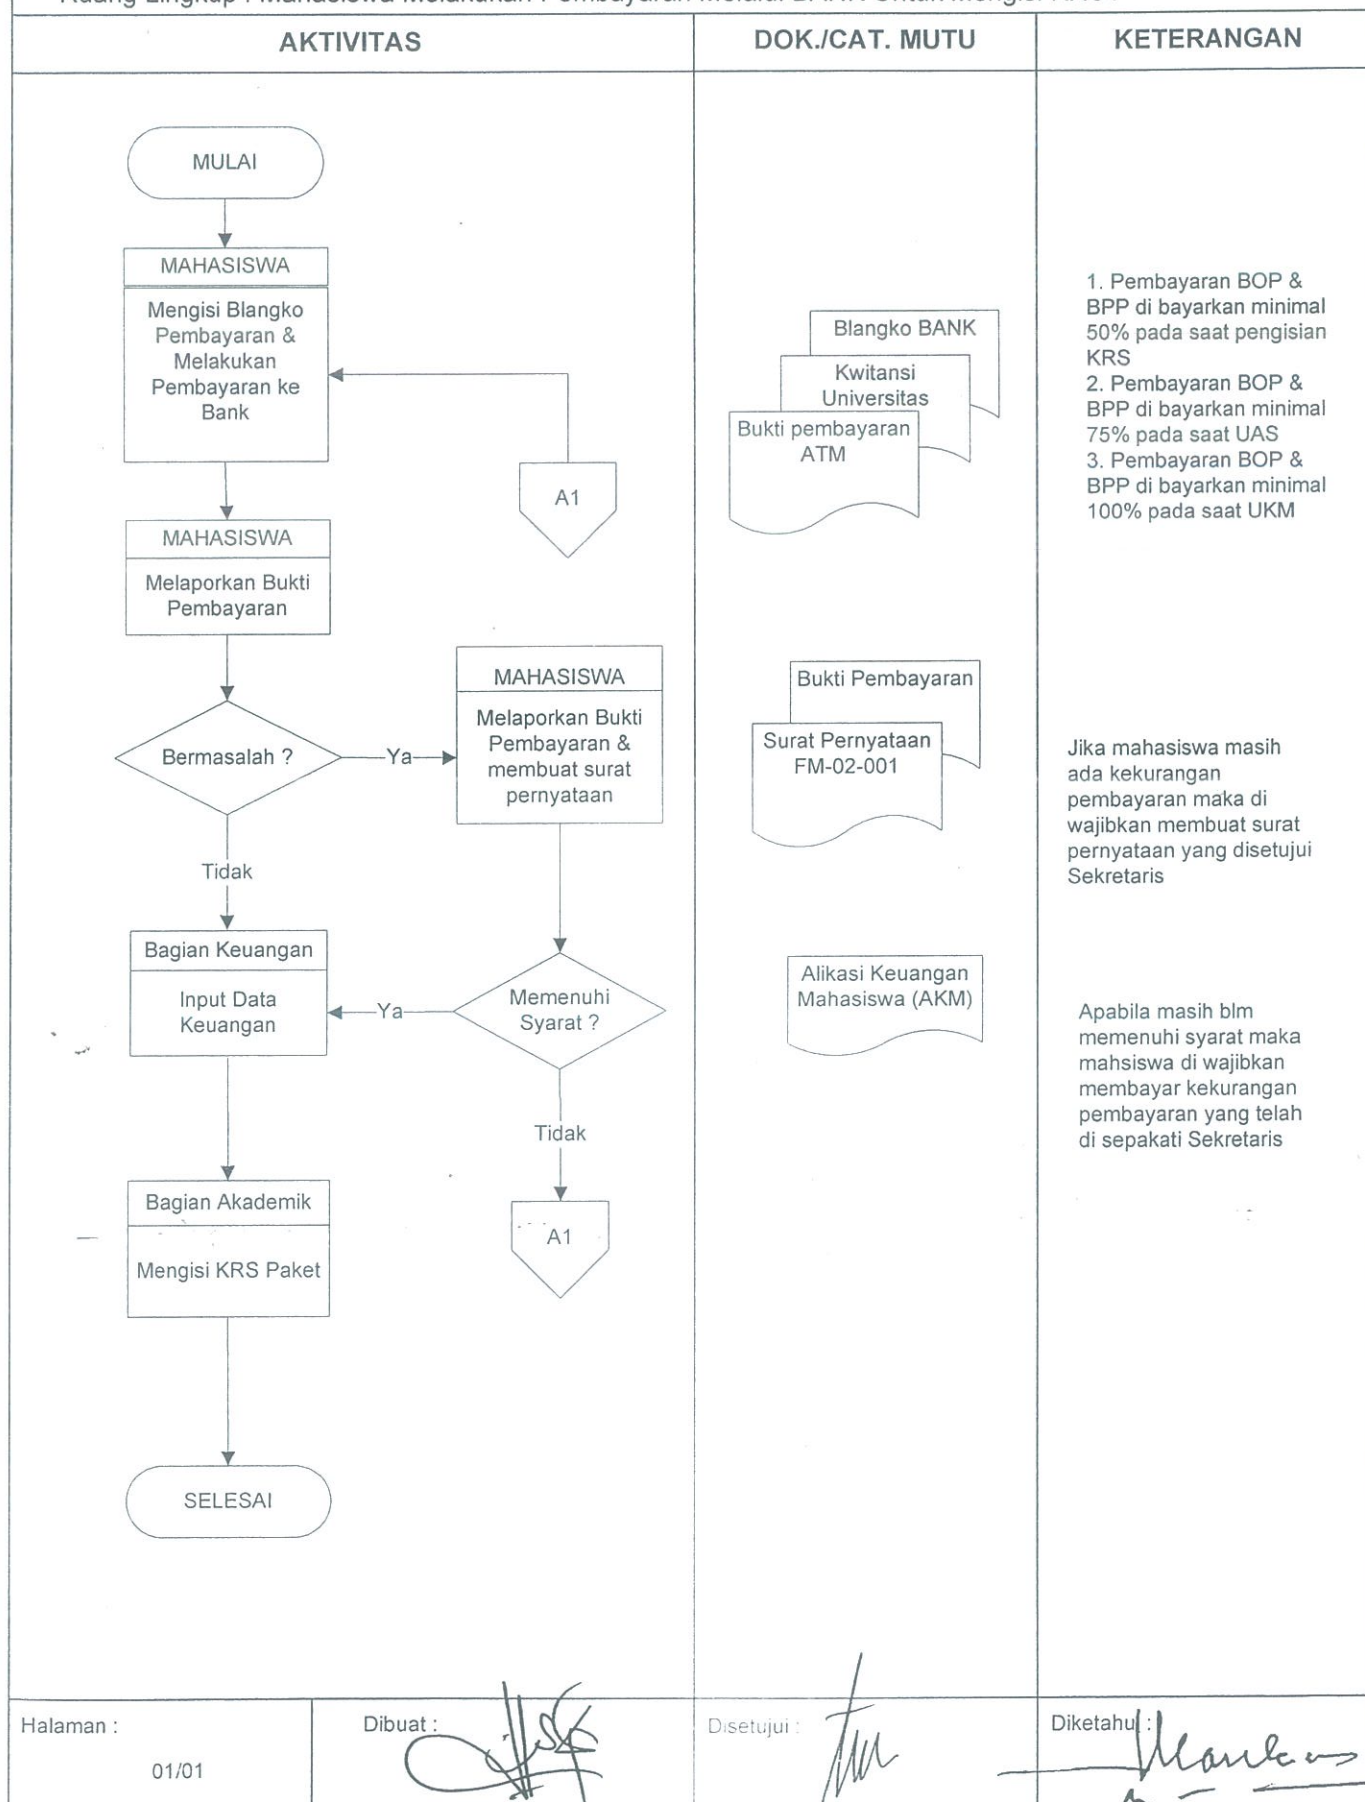 AKTIVITAS
DOK./CAT. MUTU
KETERANGAN
MULAI
MAHASISWA
Mengisi Blangko
Pembayaran &
Melakukan
Pembayaran ke
Bank
A1
MAHASISWA
Melaporkan Bukti
Pembayaran
Bermasalah ?
Ya
MAHASISWA
Melaporkan Bukti
Pembayaran &
membuat surat
pernyataan
Tidak
Bagian Keuangan
Input Data
Keuangan
Ya
Memenuhi
Syarat ?
Tidak
A1
Bagian Akademik
Mengisi KRS Paket
SELESAI
Blangko BANK
Kwitansi
Universitas
Bukti pembayaran
ATM
Bukti Pembayaran
Surat Pernyataan
FM-02-001
Alikasi Keuangan
Mahasiswa (AKM)
1. Pembayaran BOP &
BPP di bayarkan minimal
50% pada saat pengisian
KRS
2. Pembayaran BOP &
BPP di bayarkan minimal
75% pada saat UAS
3. Pembayaran BOP &
BPP di bayarkan minimal
100% pada saat UKM
Jika mahasiswa masih
ada kekurangan
pembayaran maka di
wajibkan membuat surat
pernyataan yang disetujui
Sekretaris
Apabila masih blm
memenuhi syarat maka
mahsiswa di wajibkan
membayar kekurangan
pembayaran yang telah
di sepakati Sekretaris
Halaman :
01/01
Dibuat :
Disetujui :
Diketahui :